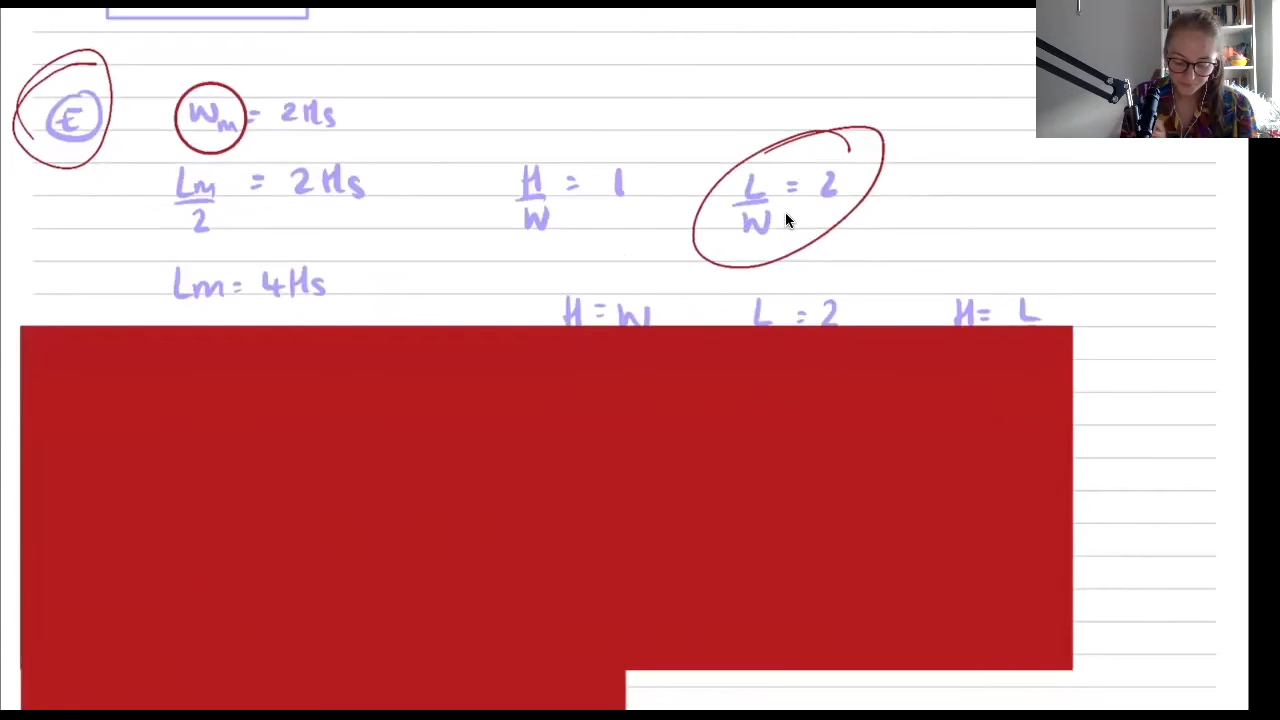 E Wm = 2Hs
Lm/2 = 2Hs H/W = 1 L/W = 2
Lm = 4Hs
H = W L = 2 H = L